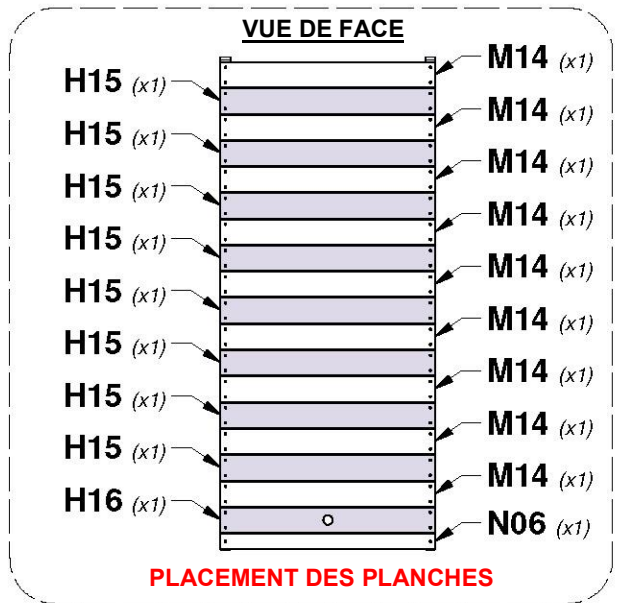 VUE DE FACE
M14 (x1)
H15 (x1)
M14 (x1)
H15 (x1)
M14 (x1)
H15 (x1)
M14 (x1)
H15 (x1)
M14 (x1)
H15 (x1)
M14 (x1)
H15 (x1)
M14 (x1)
H15 (x1)
M14 (x1)
H15 (x1)
M14 (x1)
H16 (x1)
N06 (x1)
PLACEMENT DES PLANCHES